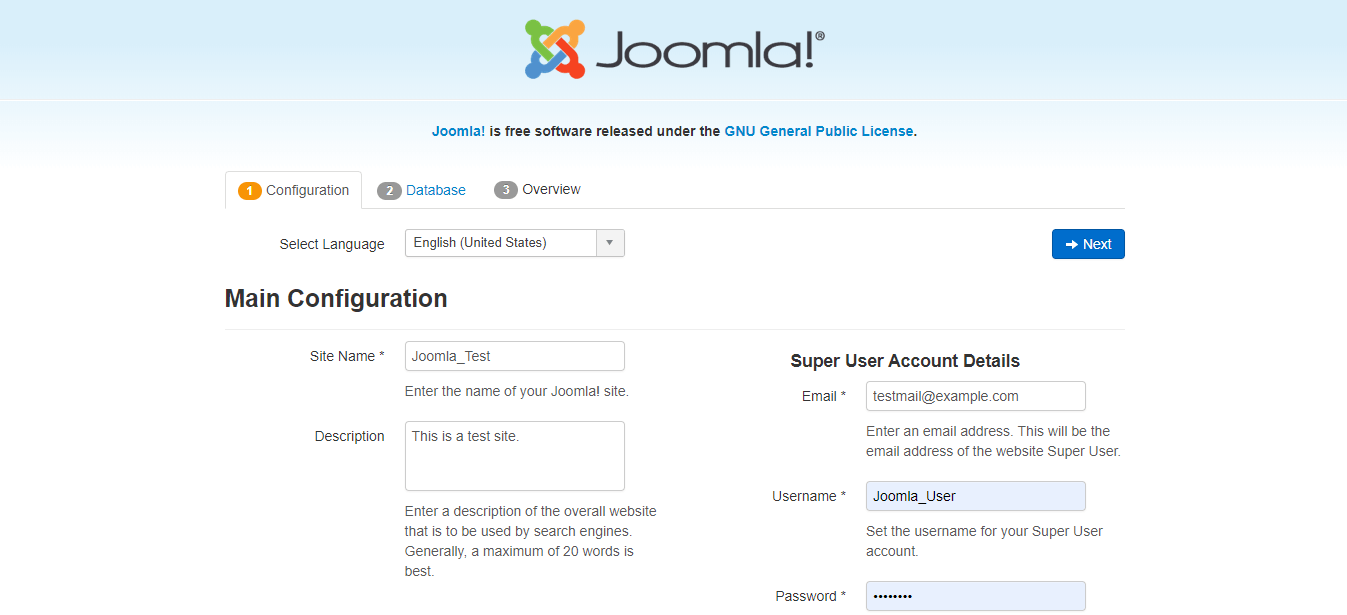 Joomla!®
Joomla! is free software released under the GNU General Public License.
1 Configuration
2 Database
3 Overview
Select Language
English (United States)
Next
Main Configuration
Site Name *
Joomla_Test
Enter the name of your Joomla! site.
Description
This is a test site.
Enter a description of the overall website
that is to be used by search engines.
Generally, a maximum of 20 words is
best.
Super User Account Details
Email *
testmail@example.com
Enter an email address. This will be the
email address of the website Super User.
Username *
Joomla_User
Set the username for your Super User
account.
Password *
••••••••